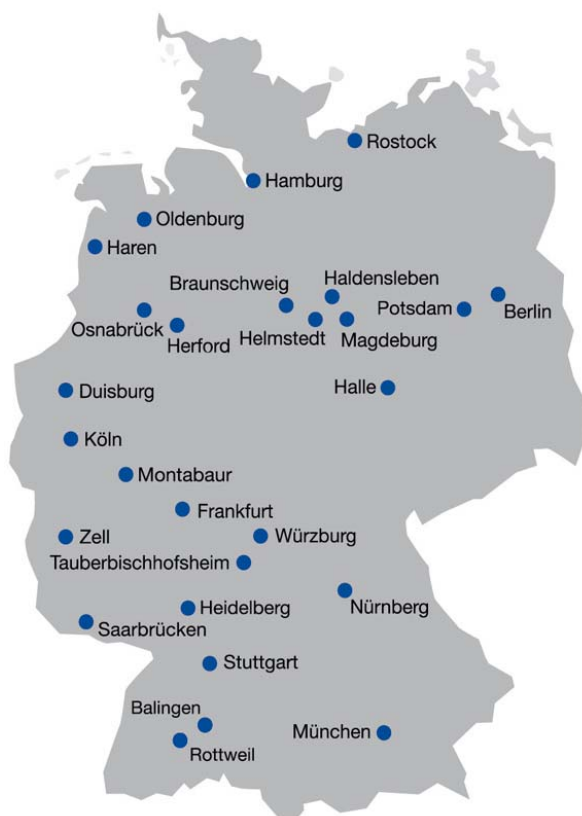 Rostock
Hamburg
Oldenburg
Haren
Braunschweig
Haldensleben
Potsdam
Berlin
Osnabrück
Herford
Helmstedt
Magdeburg
Duisburg
Halle
Köln
Montabaur
Frankfurt
Zell
Würzburg
Tauberbischhofsheim
Heidelberg
Nürnberg
Saarbrücken
Stuttgart
Balingen
München
Rottweil